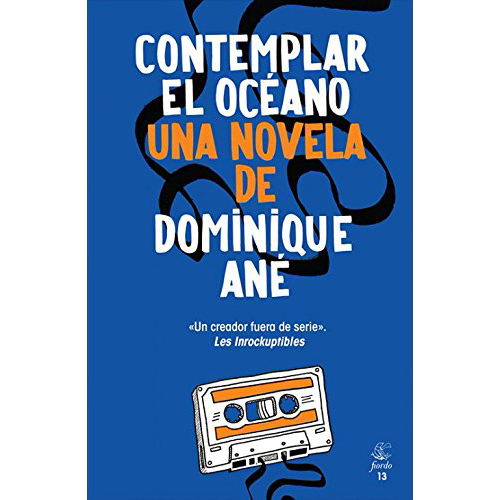 CONTEMPLAR
EL OCÉANO
UNA NOVELA
DE
DOMINIQUE
ANÉ
«Un creador fuera de serie».
Les Inrockuptibles
fiordo
13